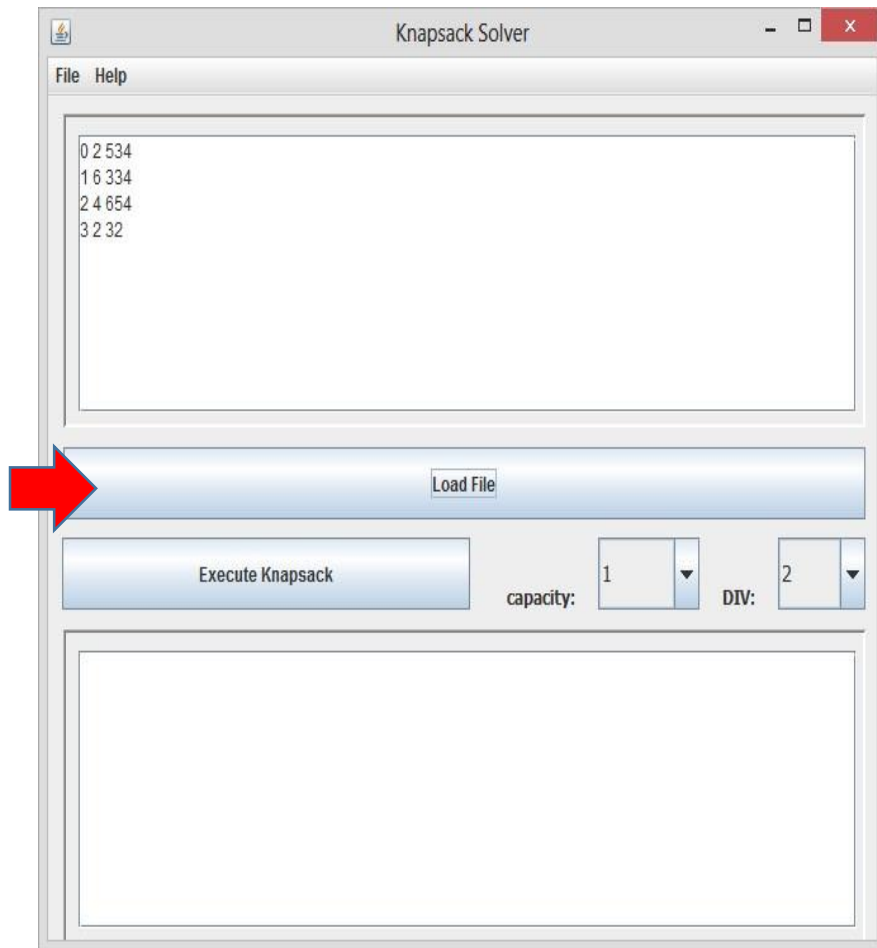 Knapsack Solver
File Help
0 2 534
1 6 334
2 4 654
3 2 32
Load File
Execute Knapsack capacity: 1 DIV: 2